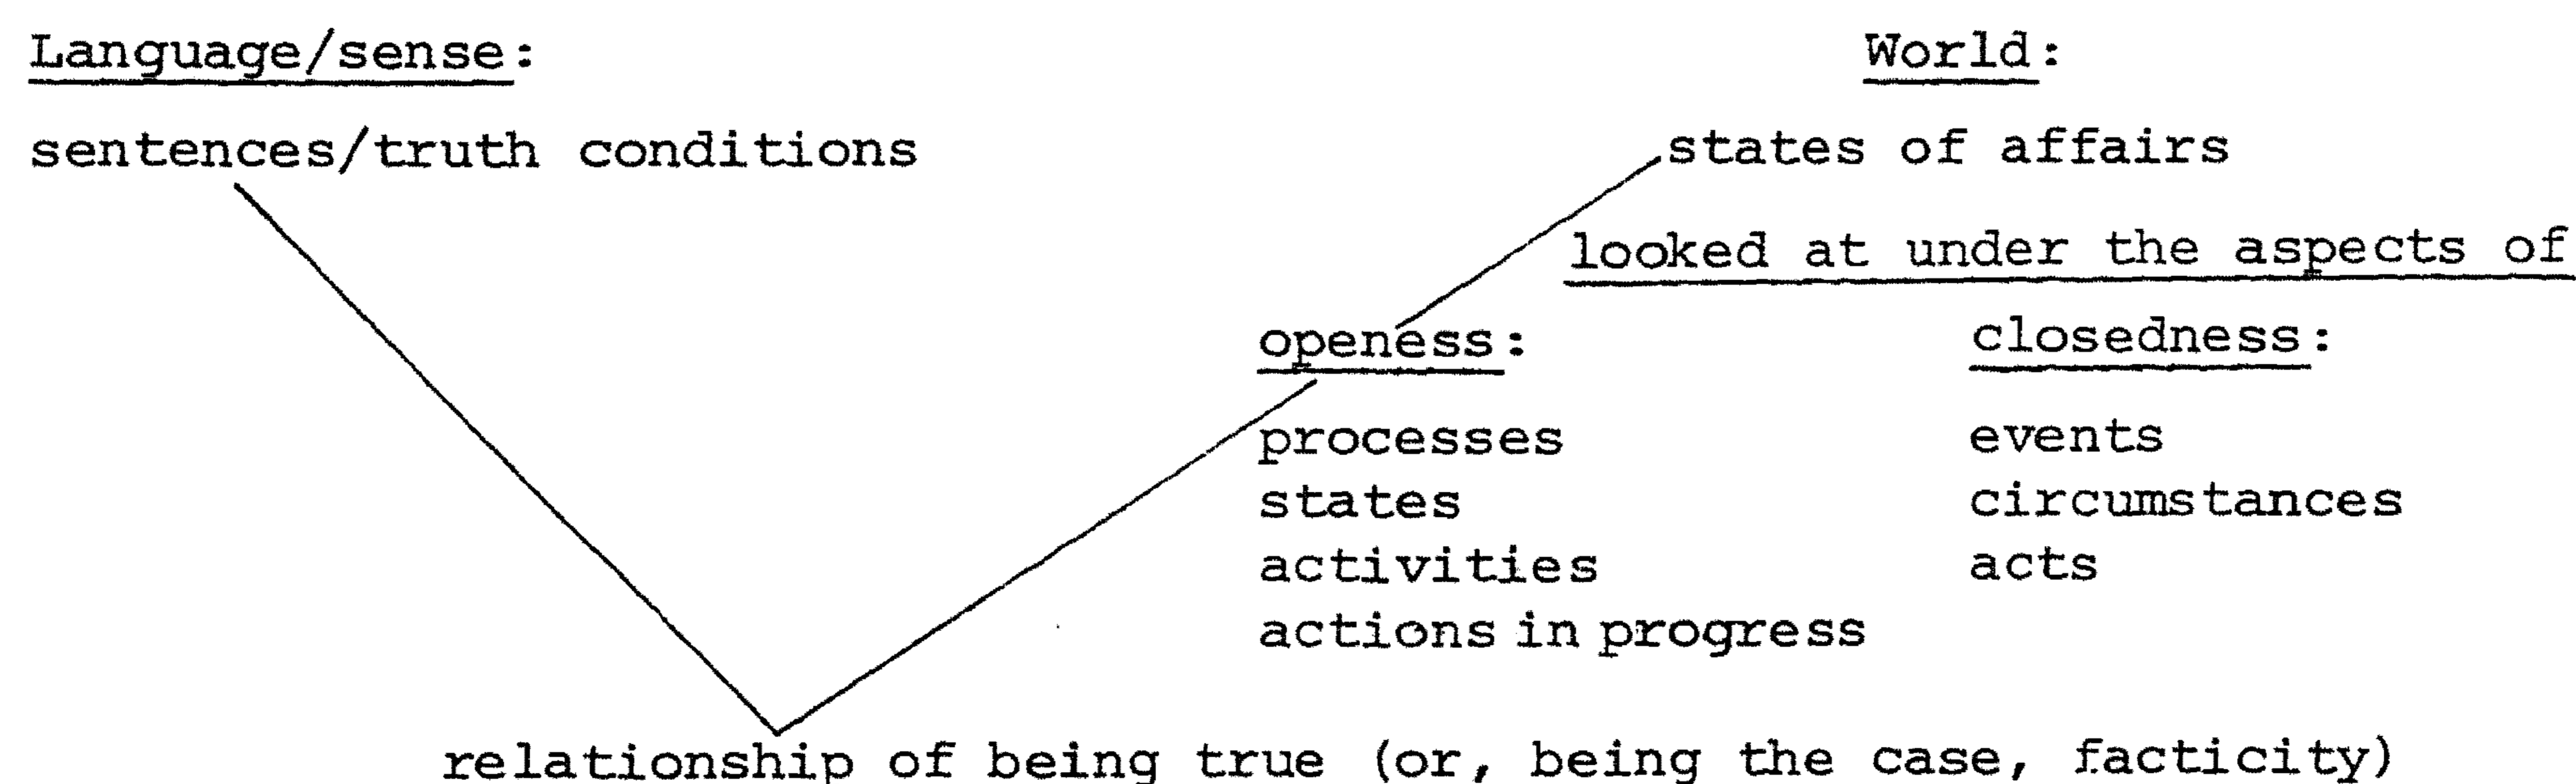 Language/sense: World:
sentences/truth conditions states of affairs
looked at under the aspects of
openess: closedness:
processes events
states circumstances
activities acts
actions in progress
relationship of being true (or, being the case, facticity)